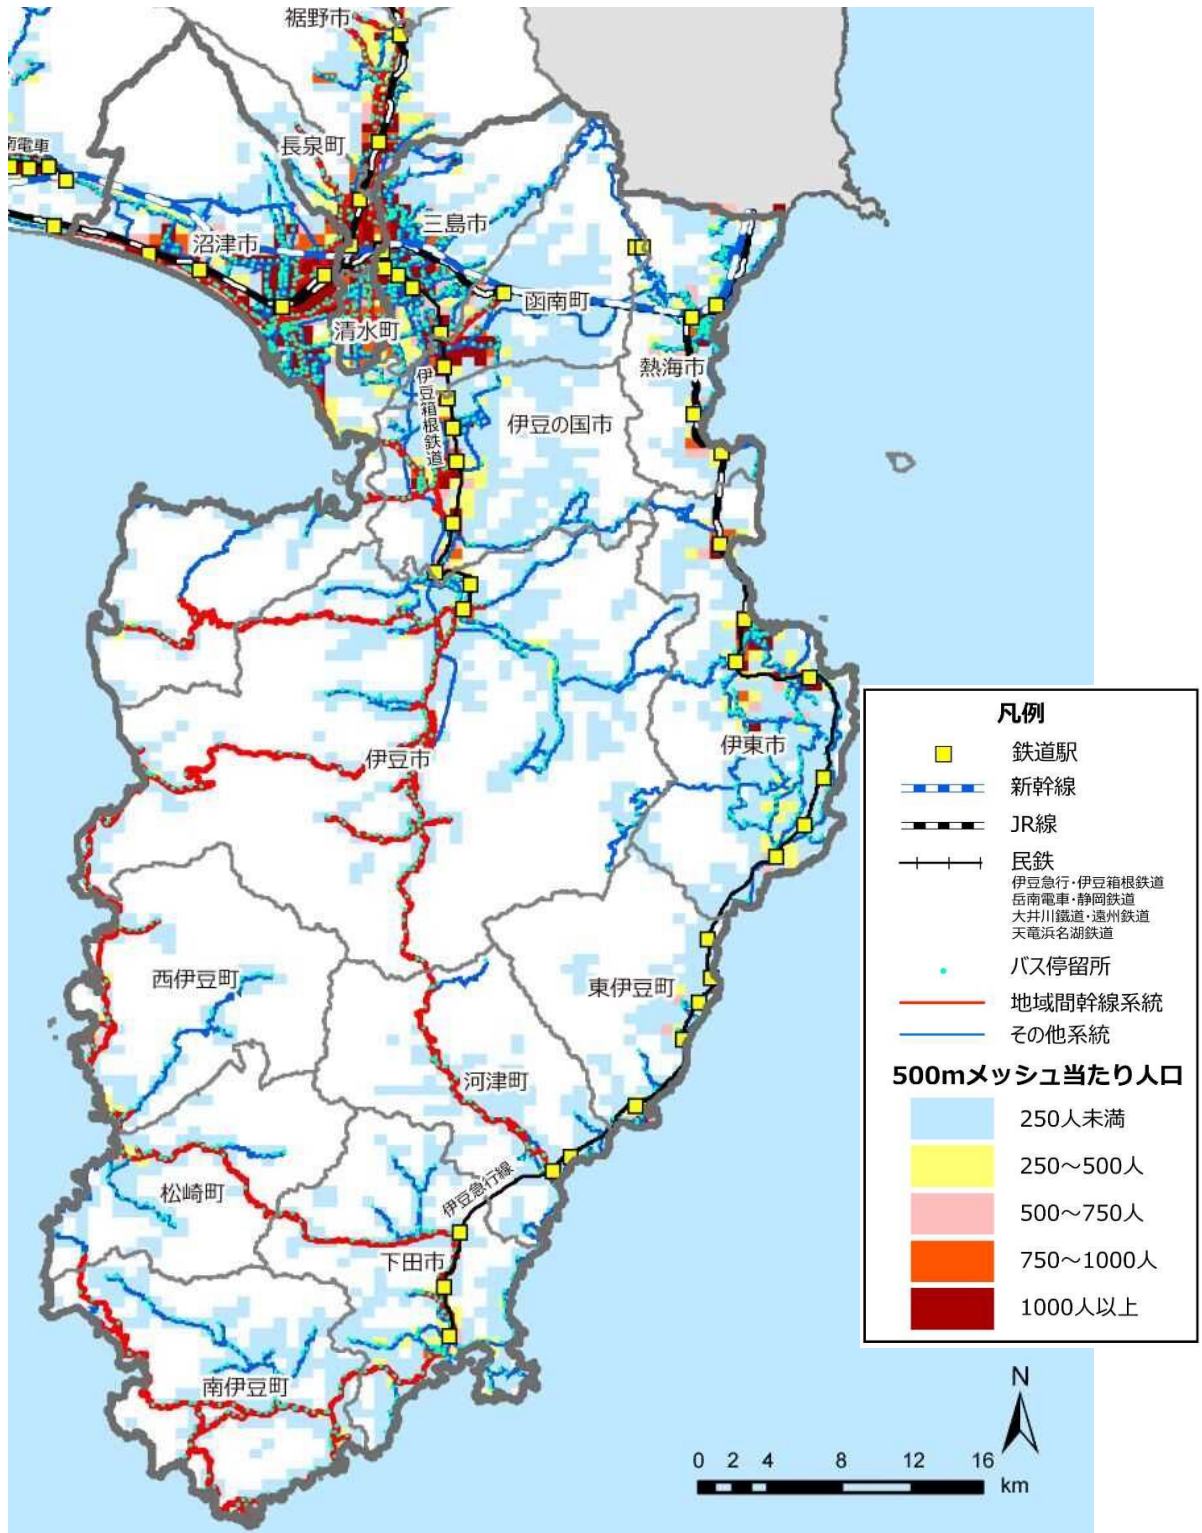 裾野市
長泉町
南電車
三島市
沼津市
函南町
清水町
熱海市
伊豆箱根鉄道
伊豆の国市
伊東市
伊豆市
西伊豆町
東伊豆町
河津町
伊豆急行線
松崎町
下田市
南伊豆町
凡例
鉄道駅
新幹線
JR線
民鉄
伊豆急行・伊豆箱根鉄道
岳南電車・静岡鉄道
大井川鐵道・遠州鉄道
天竜浜名湖鉄道
バス停留所
地域間幹線系統
その他系統
500mメッシュ当たり人口
250人未満
250～500人
500～750人
750～1000人
1000人以上
N
0 2 4 8 12 16
km